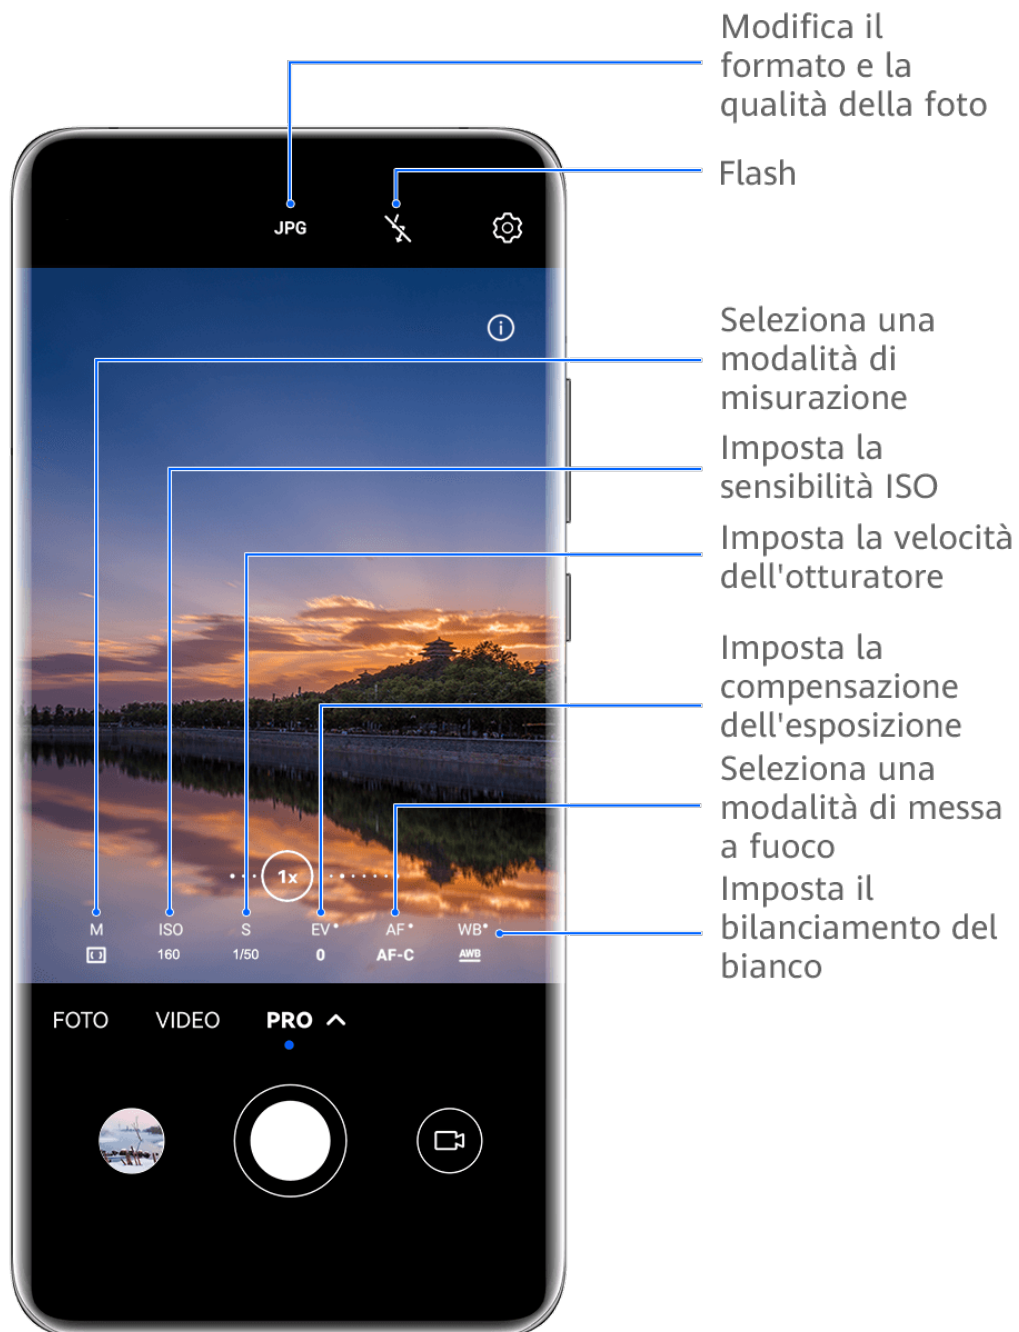 Modifica il
formato e la
qualità della foto
Flash
JPG
Seleziona una
modalità di
misurazione
Imposta la
sensibilità ISO
Imposta la velocità
dell'otturatore
Imposta la
compensazione
dell'esposizione
Seleziona una
modalità di messa
a fuoco
Imposta il
bilanciamento del
bianco
1x
M ISO S EV AF WB
160 1/50 0 AF-C AWB
FOTO VIDEO PRO